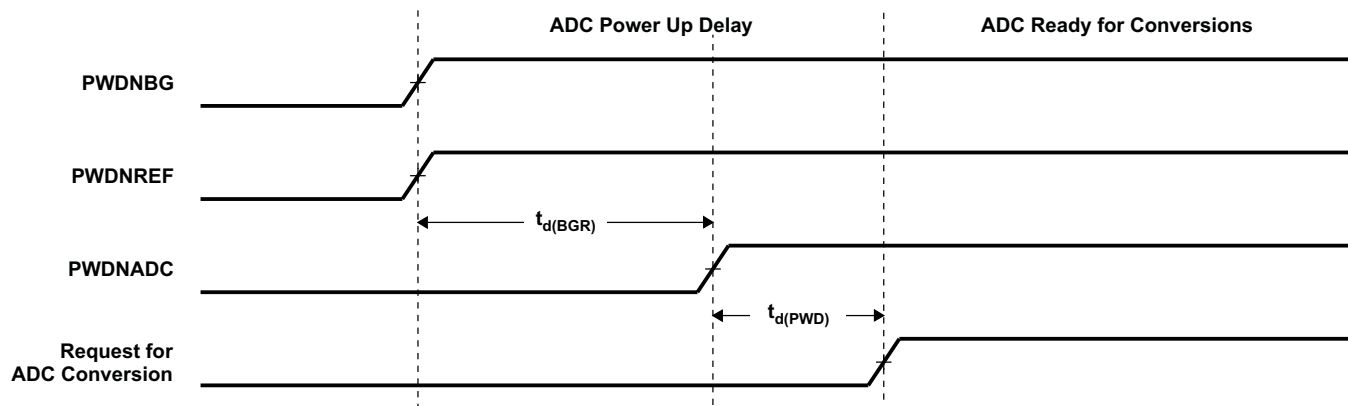 ADC Power Up Delay
ADC Ready for Conversions
PWDNBG
PWDNREF
td(BGR)
PWDNADC
td(PWD)
Request for
ADC Conversion